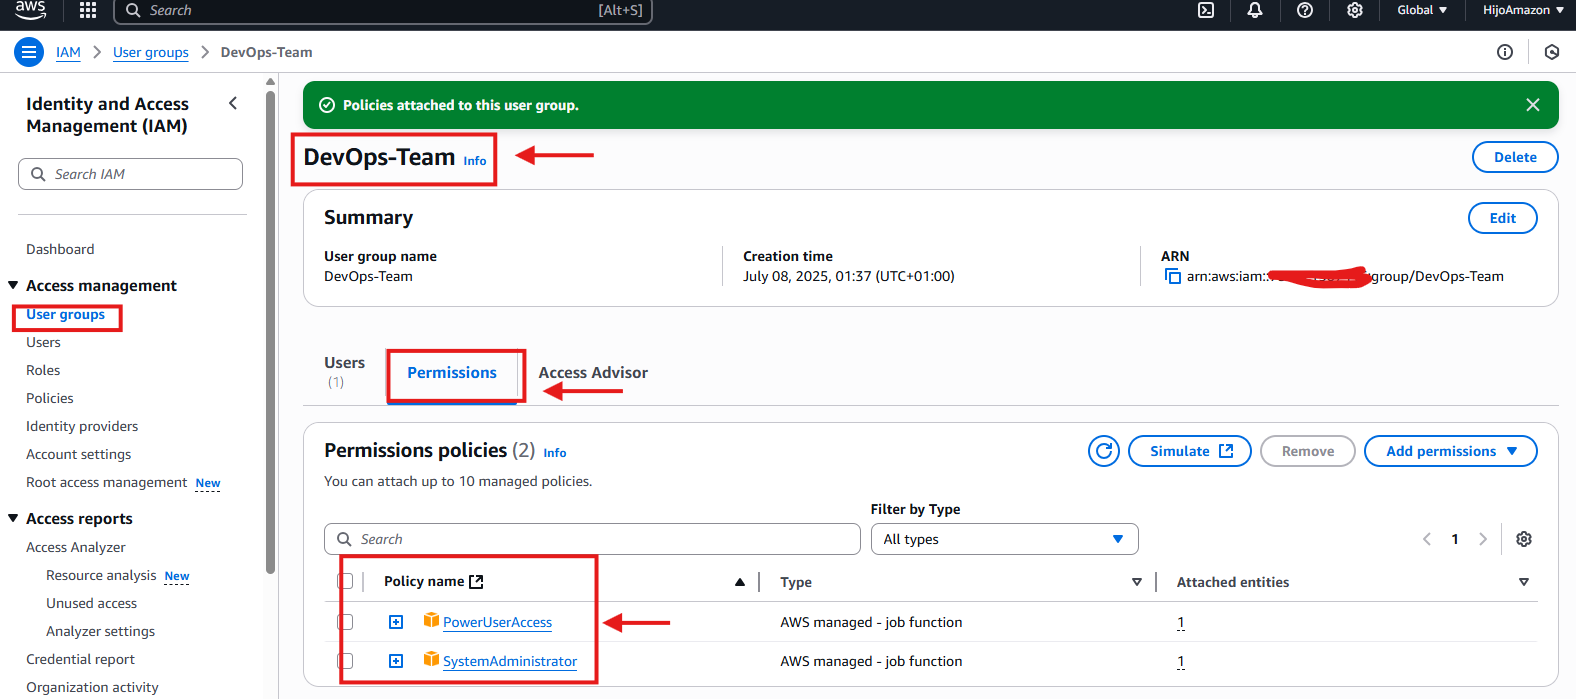 aws
Search [Alt+S] Global HijoAmazon
IAM > User groups > DevOps-Team
Identity and Access Management (IAM)
Search IAM
Dashboard
Access management
User groups
Users
Roles
Policies
Identity providers
Account settings
Root access management New
Access reports
Access Analyzer
Resource analysis New
Unused access
Analyzer settings
Credential report
Organization activity
Policies attached to this user group.
DevOps-Team Info
Delete
Summary
Edit
User group name
DevOps-Team
Creation time
July 08, 2025, 01:37 (UTC+01:00)
ARN
arn:aws:iam:: group/DevOps-Team
Users (1)
Permissions
Access Advisor
Permissions policies (2) Info
Simulate
Remove
Add permissions
You can attach up to 10 managed policies.
Filter by Type
Search
All types
1
Policy name Type Attached entities
PowerUserAccess AWS managed - job function 1
SystemAdministrator AWS managed - job function 1